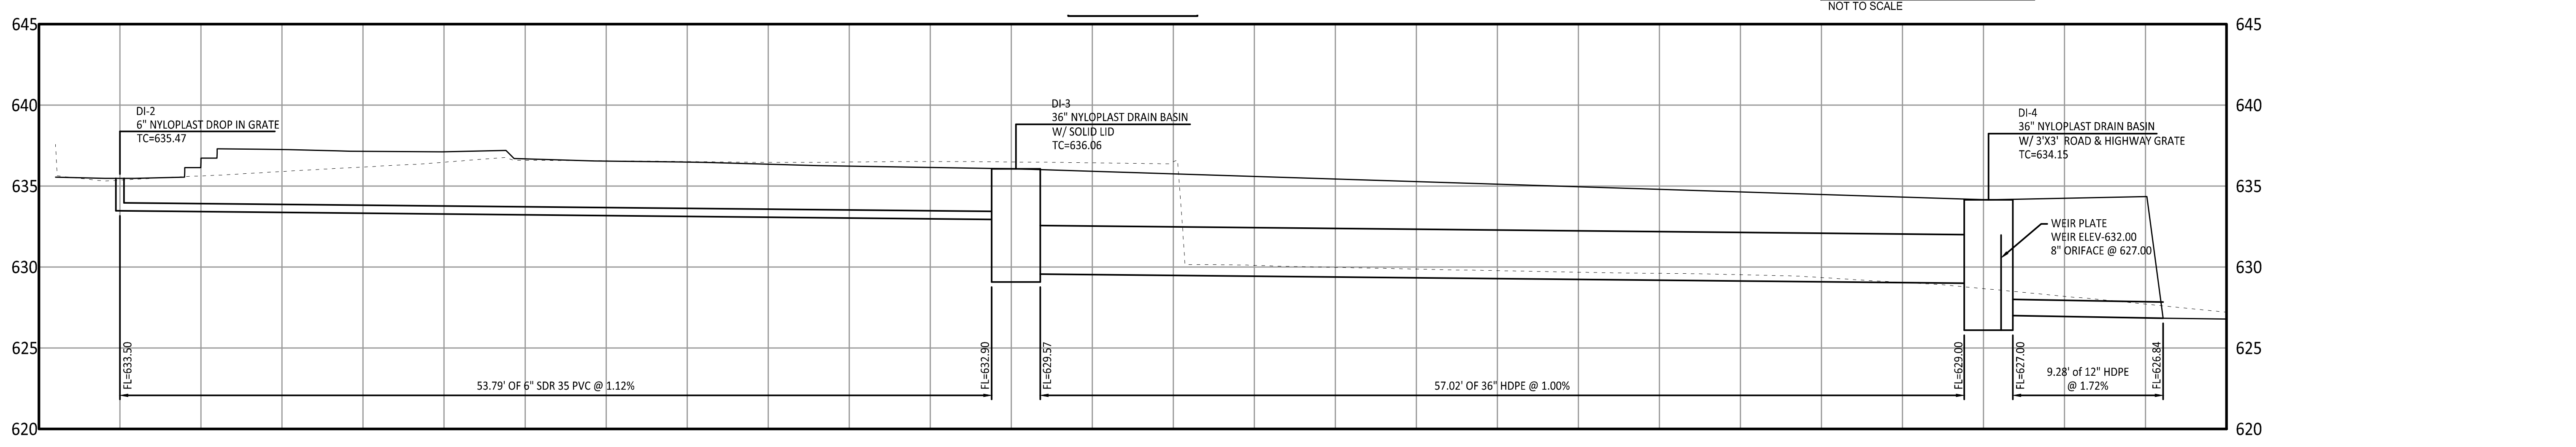 NOT TO SCALE
645
645
640
640
DI-2
6" NYLOPLAST DROP IN GRATE
TC=635.47
DI-3
36" NYLOPLAST DRAIN BASIN
W/ SOLID LID
TC=636.06
DI-4
36" NYLOPLAST DRAIN BASIN
W/ 3'X3' ROAD & HIGHWAY GRATE
TC=634.15
635
635
WEIR PLATE
WEIR ELEV-632.00
8" ORIFACE @ 627.00
630
630
625
625
FL=633.50
FL=632.90
FL=629.57
FL=629.00
FL=627.00
FL=626.84
53.79' OF 6" SDR 35 PVC @ 1.12%
57.02' OF 36" HDPE @ 1.00%
9.28' of 12" HDPE
@ 1.72%
620
620